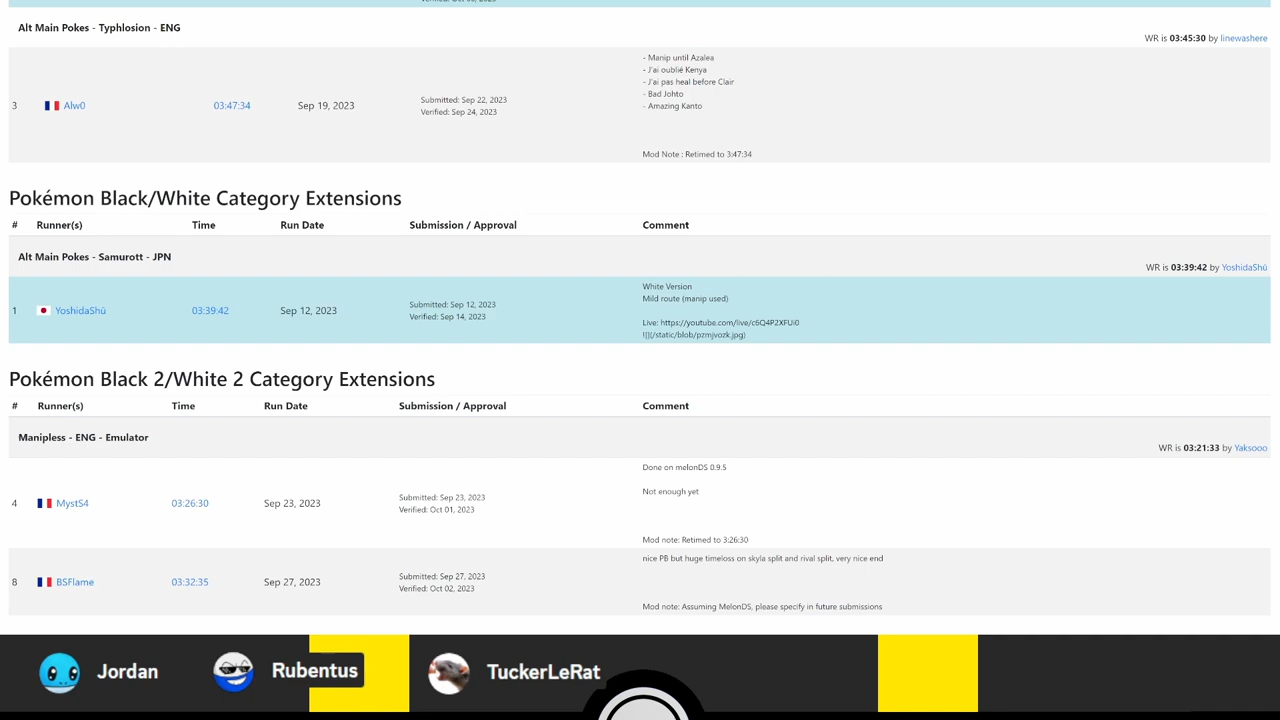 Alt Main Pokes - Typhlosion - ENG
WR is 03:45:30 by linewashere
3 Alw0 03:47:34 Sep 19, 2023
Submitted: Sep 22, 2023
Verified: Sep 24, 2023
- Manip until Azalea
- J'ai oublié Kenya
- J'ai pas heal before Clair
- Bad Johto
- Amazing Kanto
Mod Note : Retimed to 3:47:34
Pokémon Black/White Category Extensions
# Runner(s) Time Run Date Submission / Approval Comment
Alt Main Pokes - Samurott - JPN
WR is 03:39:42 by YoshidaShú
1 YoshidaShú 03:39:42 Sep 12, 2023
Submitted: Sep 12, 2023
Verified: Sep 14, 2023
White Version
Mild route (manip used)
Live: https://youtube.com/live/c6Q4P2XFUi0
![](/static/blob/pzmjvozk.jpg)
Pokémon Black 2/White 2 Category Extensions
# Runner(s) Time Run Date Submission / Approval Comment
Manipless - ENG - Emulator
WR is 03:21:33 by Yaksooo
4 MystS4 03:26:30 Sep 23, 2023
Submitted: Sep 23, 2023
Verified: Oct 01, 2023
Done on melonDS 0.9.5
Not enough yet
Mod note: Retimed to 3:26:30
8 BSFlame 03:32:35 Sep 27, 2023
Submitted: Sep 27, 2023
Verified: Oct 02, 2023
nice PB but huge timeloss on skyla split and rival split, very nice end
Mod note: Assuming MelonDS, please specify in future submissions
Jordan Rubentus TuckerLeRat